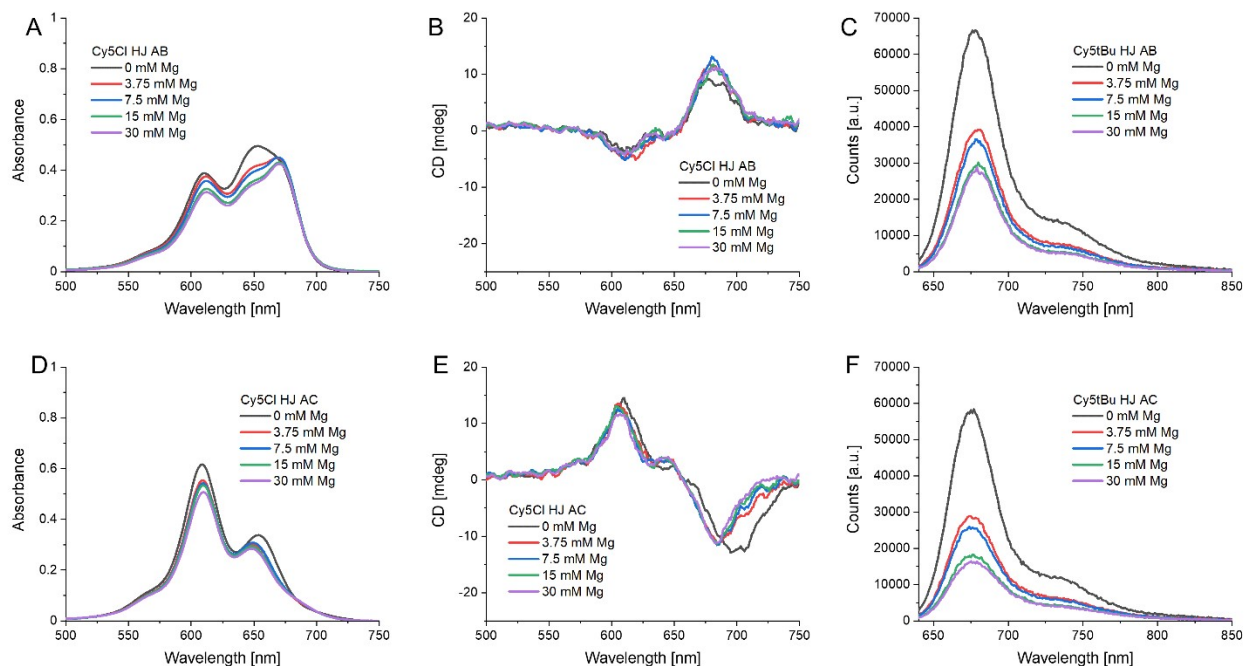 A
Absorbance
1
0.8
0.6
0.4
0.2
0
Cy5Cl HJ AB
0 mM Mg
3.75 mM Mg
7.5 mM Mg
15 mM Mg
30 mM Mg
500 550 600 650 700 750
Wavelength [nm]
B
CD [mdeg]
20
10
0
-10
-20
Cy5Cl HJ AB
0 mM Mg
3.75 mM Mg
7.5 mM Mg
15 mM Mg
30 mM Mg
500 550 600 650 700 750
Wavelength [nm]
C
Counts [a.u.]
70000
60000
50000
40000
30000
20000
10000
0
Cy5tBu HJ AB
0 mM Mg
3.75 mM Mg
7.5 mM Mg
15 mM Mg
30 mM Mg
650 700 750 800 850
Wavelength [nm]
D
Absorbance
1
0.8
0.6
0.4
0.2
0
Cy5Cl HJ AC
0 mM Mg
3.75 mM Mg
7.5 mM Mg
15 mM Mg
30 mM Mg
500 550 600 650 700 750
Wavelength [nm]
E
CD [mdeg]
20
10
0
-10
-20
Cy5Cl HJ AC
0 mM Mg
3.75 mM Mg
7.5 mM Mg
15 mM Mg
30 mM Mg
500 550 600 650 700 750
Wavelength [nm]
F
Counts [a.u.]
70000
60000
50000
40000
30000
20000
10000
0
Cy5tBu HJ AC
0 mM Mg
3.75 mM Mg
7.5 mM Mg
15 mM Mg
30 mM Mg
650 700 750 800 850
Wavelength [nm]